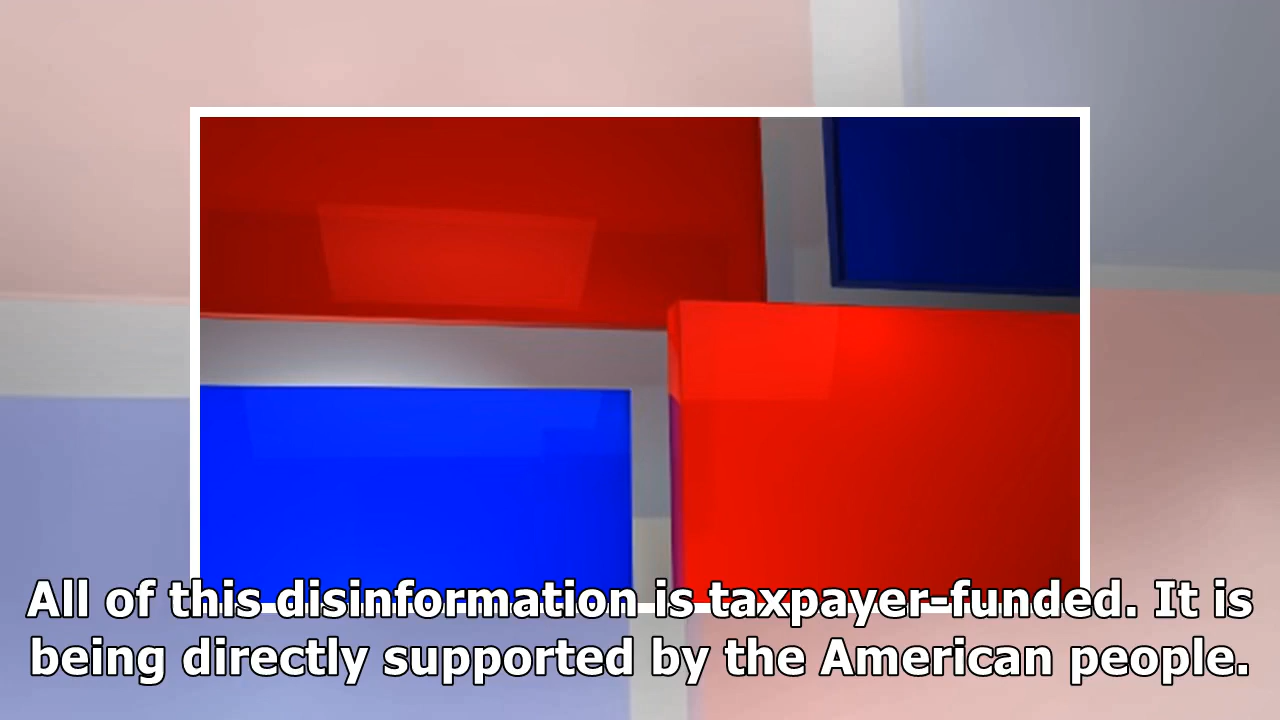 All of this disinformation is taxpayer-funded. It is
being directly supported by the American people.